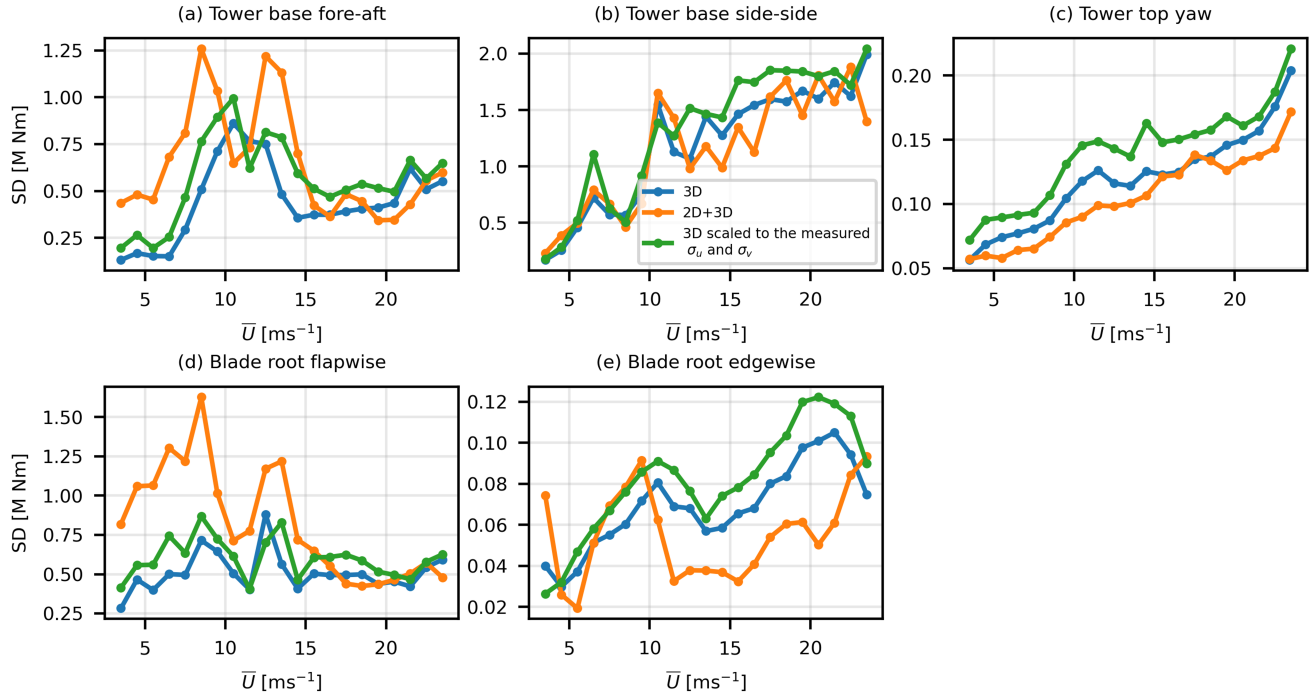 (a) Tower base fore-aft
(b) Tower base side-side
(c) Tower top yaw
SD [M Nm]
1.25
1.00
0.75
0.50
0.25
5
10
15
20
U̅ [ms⁻¹]
2.0
1.5
1.0
0.5
3D
2D+3D
3D scaled to the measured
σᵤ and σᵥ
5
10
15
20
U̅ [ms⁻¹]
0.20
0.15
0.10
0.05
5
10
15
20
U̅ [ms⁻¹]
(d) Blade root flapwise
(e) Blade root edgewise
SD [M Nm]
1.50
1.25
1.00
0.75
0.50
0.25
5
10
15
20
U̅ [ms⁻¹]
0.12
0.10
0.08
0.06
0.04
0.02
5
10
15
20
U̅ [ms⁻¹]